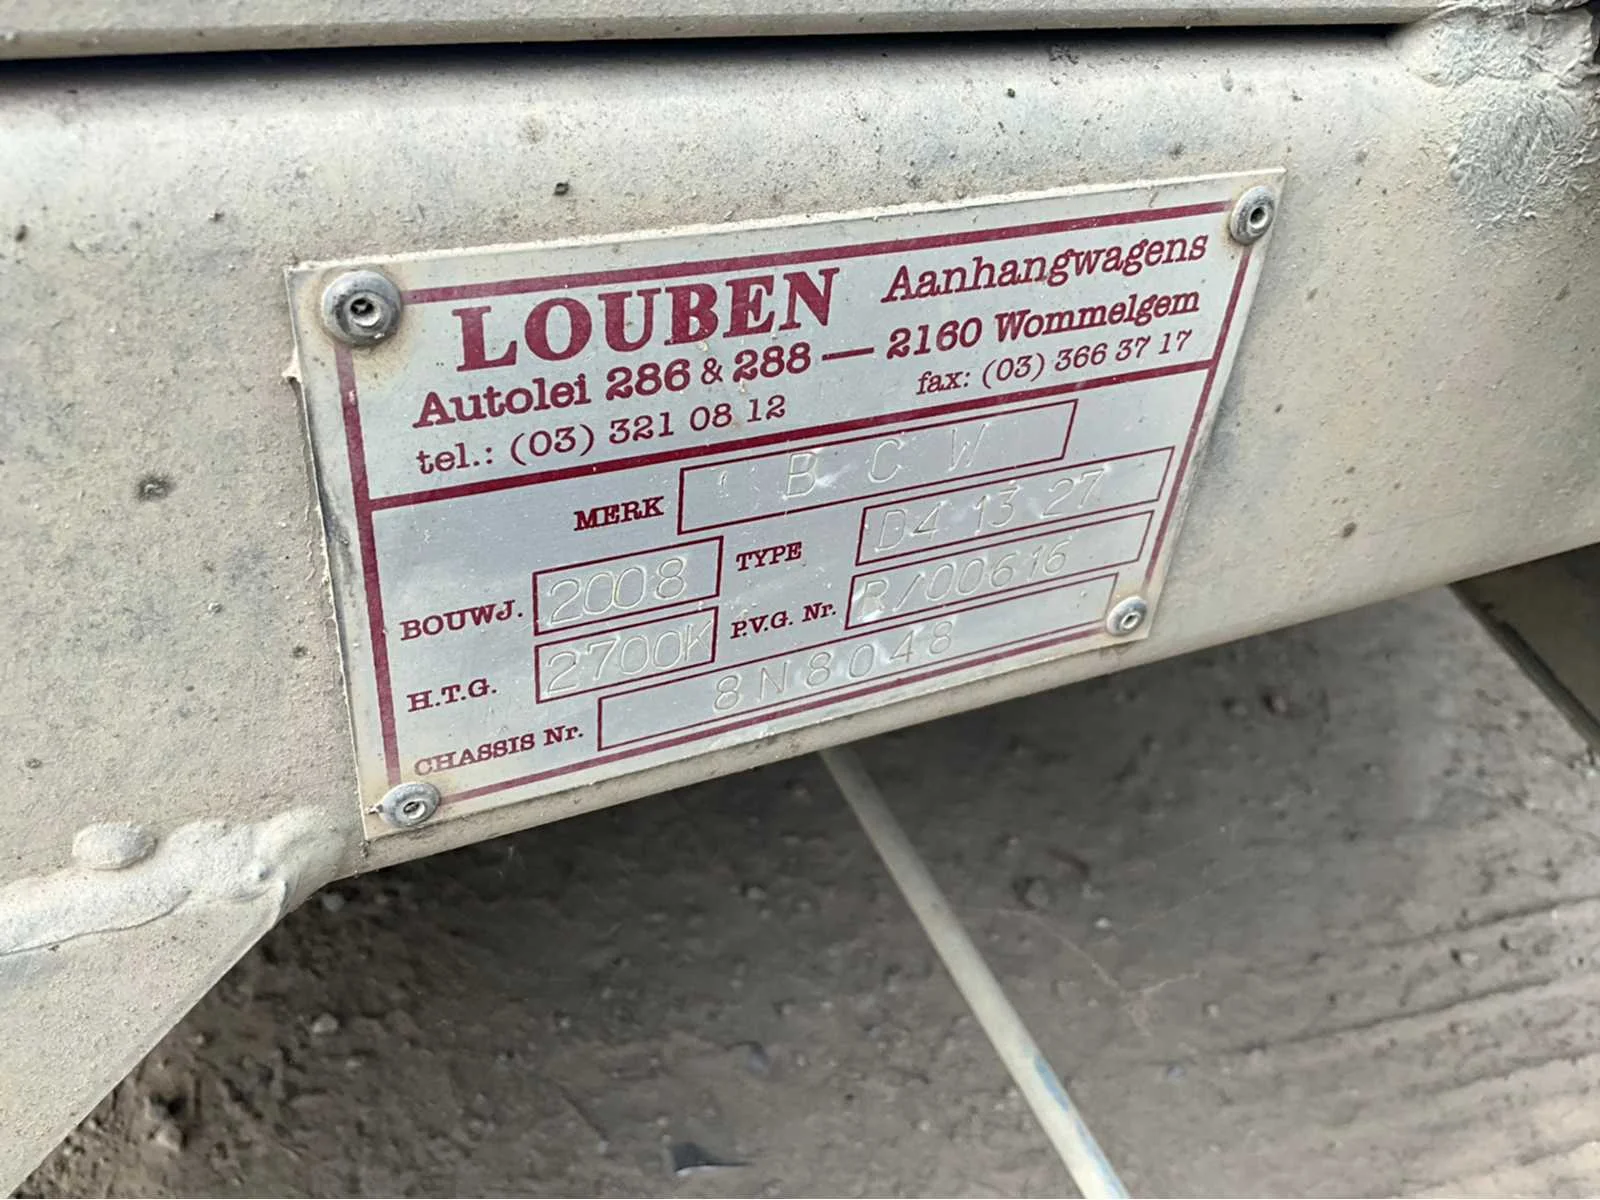 LOUBEN Aanhangwagens
Autolei 286 & 288 — 2160 Wommelgem
tel.: (03) 321 08 12 fax: (03) 366 37 17
MERK B C W
BOUWJ. 2008 TYPE D4 13 27
H.T.G. 2700K P.V.G. Nr. R/00616
CHASSIS Nr. 8N8048